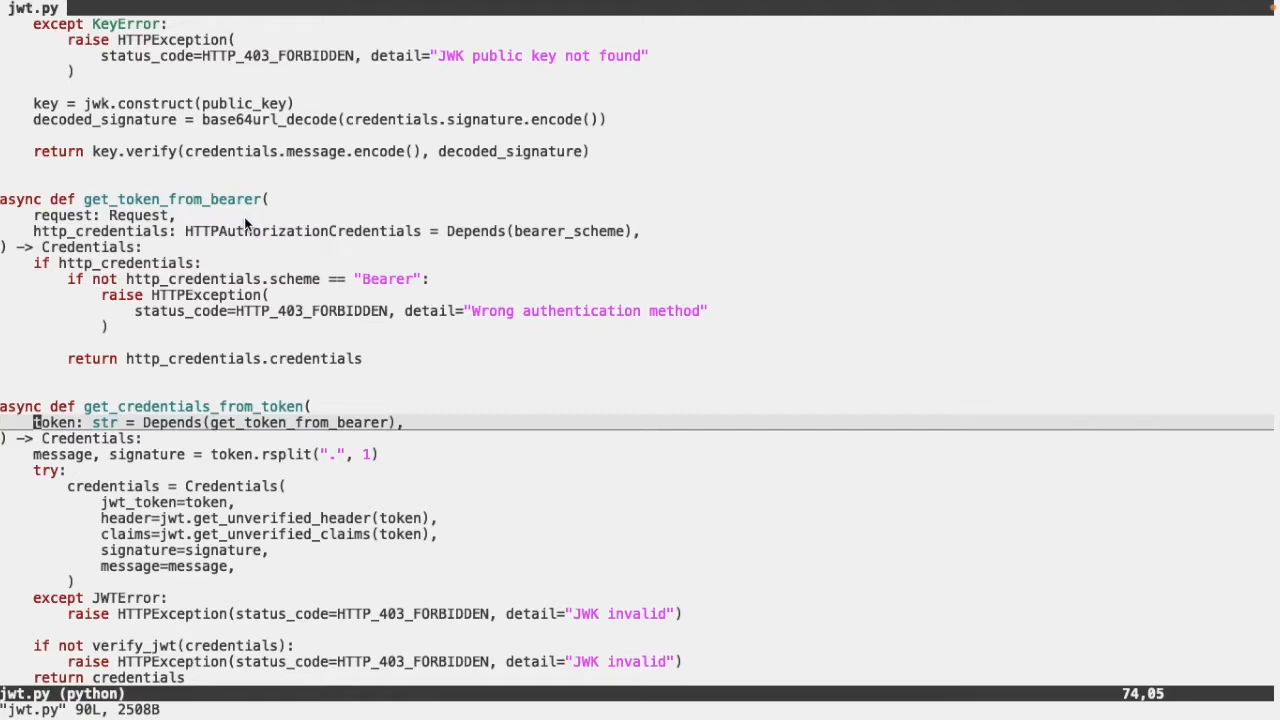 jwt.py
    except KeyError:
        raise HTTPException(
            status_code=HTTP_403_FORBIDDEN, detail="JWK public key not found"
        )
    key = jwk.construct(public_key)
    decoded_signature = base64url_decode(credentials.signature.encode())
    return key.verify(credentials.message.encode(), decoded_signature)
async def get_token_from_bearer(
    request: Request,
    http_credentials: HTTPAuthorizationCredentials = Depends(bearer_scheme),
) -> Credentials:
    if http_credentials:
        if not http_credentials.scheme == "Bearer":
            raise HTTPException(
                status_code=HTTP_403_FORBIDDEN, detail="Wrong authentication method"
            )
        return http_credentials.credentials
async def get_credentials_from_token(
    token: str = Depends(get_token_from_bearer),
) -> Credentials:
    message, signature = token.rsplit(".", 1)
    try:
        credentials = Credentials(
            jwt_token=token,
            header=jwt.get_unverified_header(token),
            claims=jwt.get_unverified_claims(token),
            signature=signature,
            message=message,
        )
    except JWTError:
        raise HTTPException(status_code=HTTP_403_FORBIDDEN, detail="JWK invalid")
    if not verify_jwt(credentials):
        raise HTTPException(status_code=HTTP_403_FORBIDDEN, detail="JWK invalid")
    return credentials
jwt.py (python) 74,05
"jwt.py" 90L, 2508B